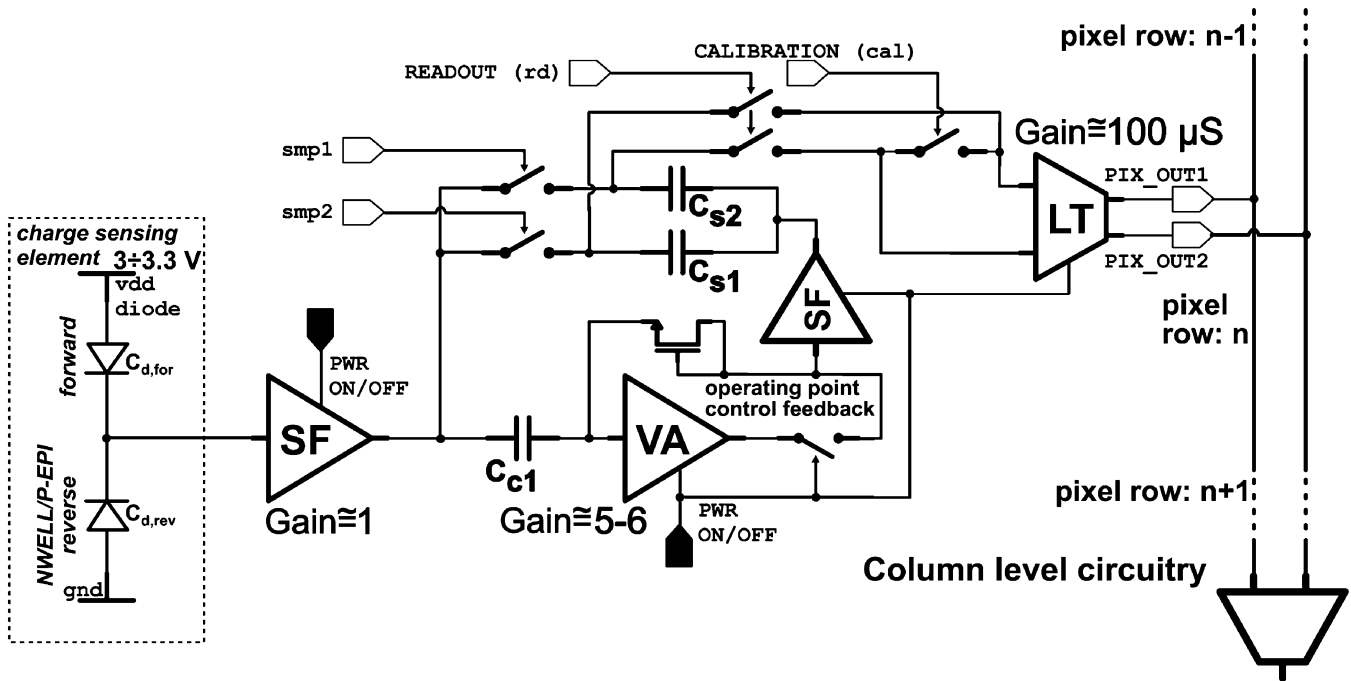 pixel row: n-1
CALIBRATION (cal)
READOUT (rd)
Gain≅100 µS
smp1
PIX_OUT1
Cs2
LT
smp2
charge sensing
element 3÷3.3 V
PIX_OUT2
Cs1
vdd
diode
SF
pixel
row: n
forward
Cd,for
PWR
ON/OFF
operating point
control feedback
SF
VA
Cc1
NWELL/P-EPI
reverse
Cd,rev
pixel row: n+1
Gain≅1
Gain≅5-6
PWR
ON/OFF
gnd
Column level circuitry